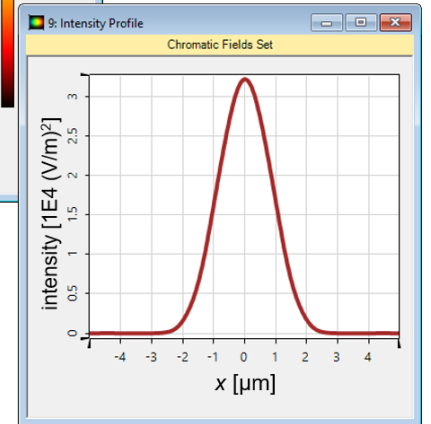 9: Intensity Profile
Chromatic Fields Set
intensity [1E4 (V/m)²]
3
2.5
2
1.5
1
0.5
0
-4 -3 -2 -1 0 1 2 3 4
x [µm]